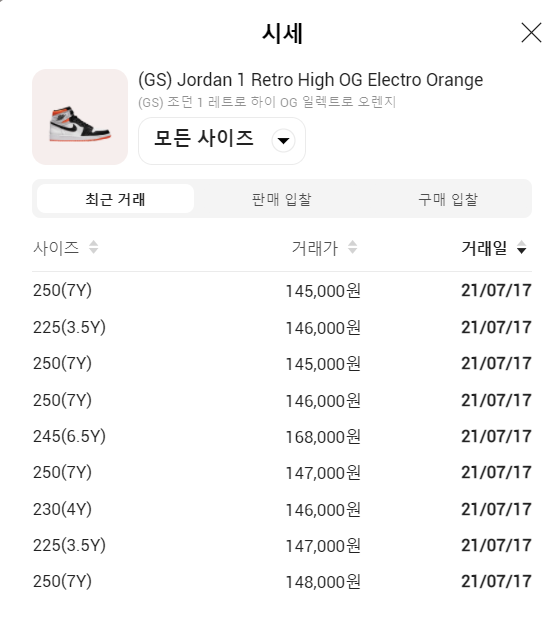 시세
(GS) Jordan 1 Retro High OG Electro Orange
(GS) 조던 1 레트로 하이 OG 일렉트로 오렌지
모든 사이즈
최근 거래 판매 입찰 구매 입찰
사이즈 거래가 거래일
250(7Y) 145,000원 21/07/17
225(3.5Y) 146,000원 21/07/17
250(7Y) 145,000원 21/07/17
250(7Y) 146,000원 21/07/17
245(6.5Y) 168,000원 21/07/17
250(7Y) 147,000원 21/07/17
230(4Y) 146,000원 21/07/17
225(3.5Y) 147,000원 21/07/17
250(7Y) 148,000원 21/07/17